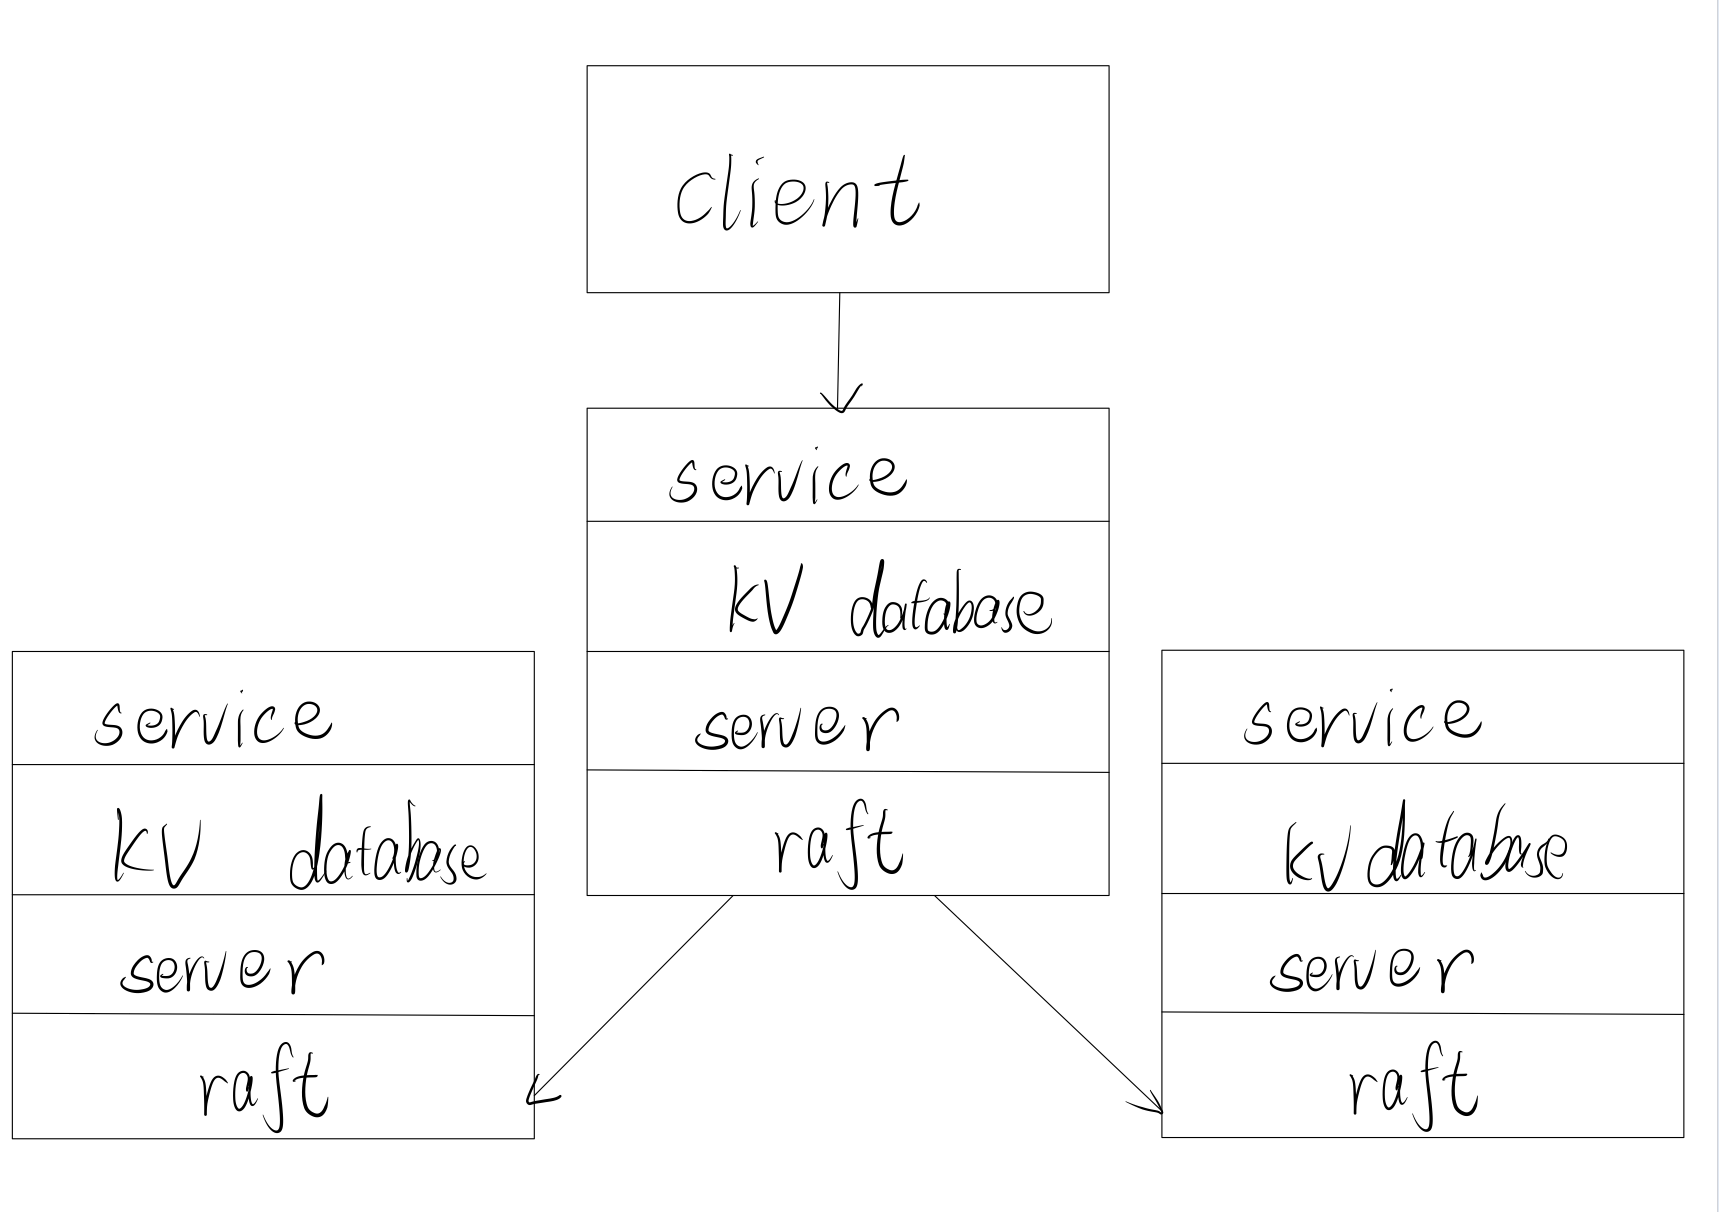 client
service
kV database
server
raft
service
kV database
server
raft
service
kv database
server
raft